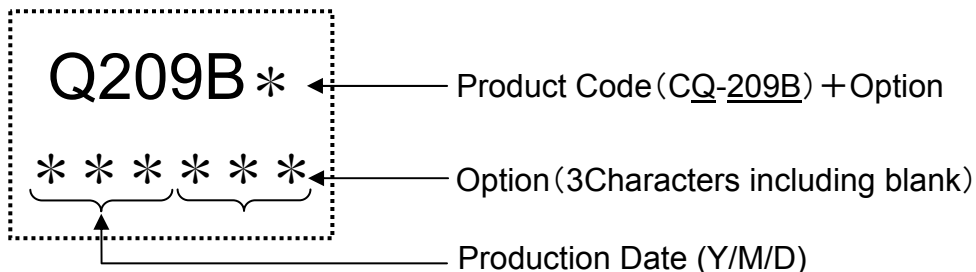 Q209B＊ Product Code（CQ-209B）＋Option
＊＊＊＊＊＊ Option（3Characters including blank）
Production Date (Y/M/D)